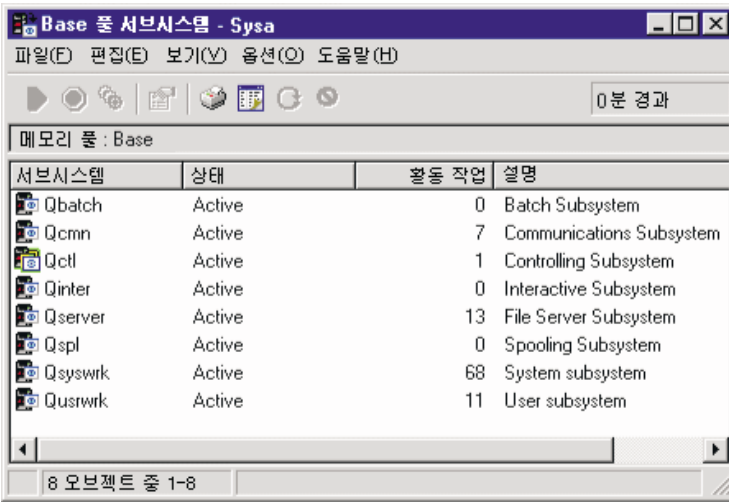 Base 풀 서브시스템 - Sysa
파일(F) 편집(E) 보기(V) 옵션(O) 도움말(H)
0분 경과
메모리 풀 : Base
서브시스템 상태 활동 작업 설명
Qbatch Active 0 Batch Subsystem
Qcmn Active 7 Communications Subsystem
Qctl Active 1 Controlling Subsystem
Qinter Active 0 Interactive Subsystem
Qserver Active 13 File Server Subsystem
Qspl Active 0 Spooling Subsystem
Qsyswrk Active 68 System subsystem
Qusrwrk Active 11 User subsystem
8 오브젝트 중 1-8